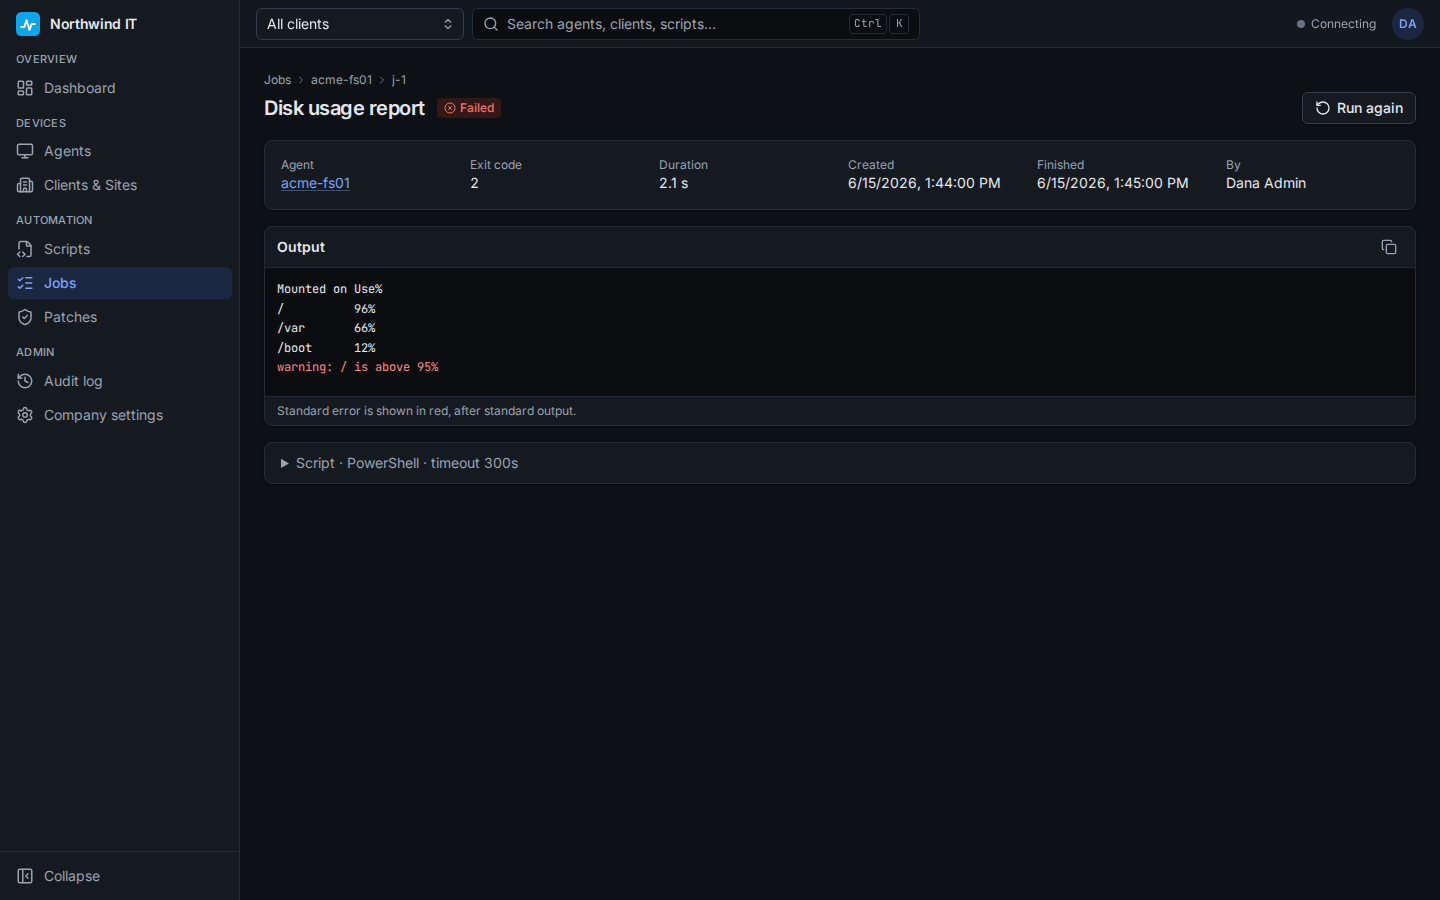 Northwind IT
All clients
Search agents, clients, scripts...
Ctrl K
Connecting
DA
OVERVIEW
Dashboard
DEVICES
Agents
Clients & Sites
AUTOMATION
Scripts
Jobs
Patches
ADMIN
Audit log
Company settings
Collapse
Jobs > acme-fs01 > j-1
Disk usage report
Failed
Run again
Agent
acme-fs01
Exit code
2
Duration
2.1 s
Created
6/15/2026, 1:44:00 PM
Finished
6/15/2026, 1:45:00 PM
By
Dana Admin
Output
Mounted on Use%
/ 96%
/var 66%
/boot 12%
warning: / is above 95%
Standard error is shown in red, after standard output.
Script · PowerShell · timeout 300s